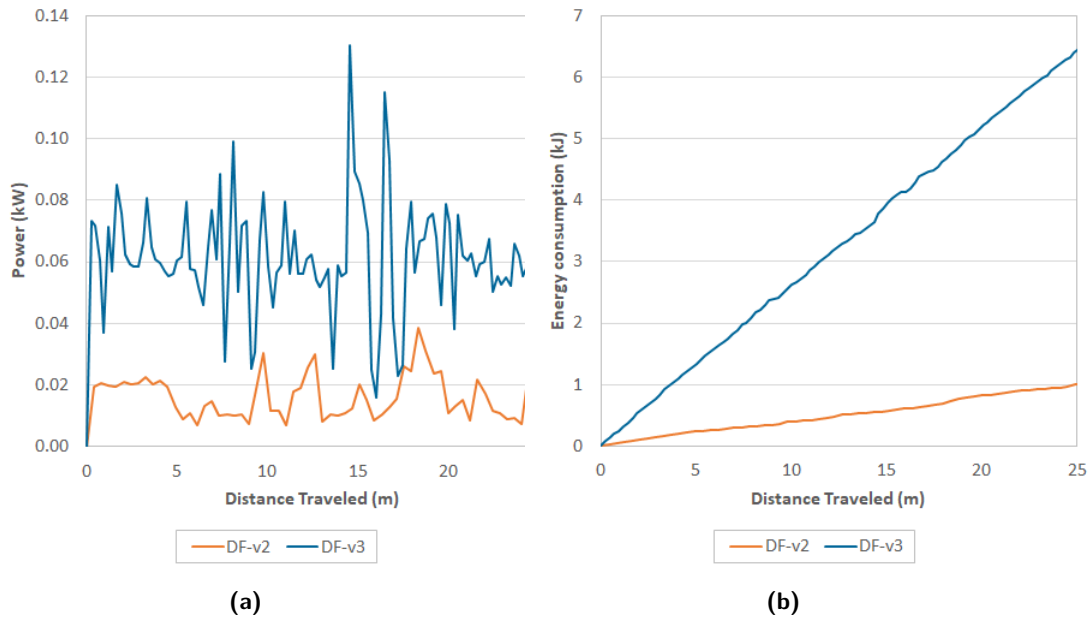 0.14
0.12
0.10
0.08
0.06
0.04
0.02
0.00
Power (kW)
0 5 10 15 20
Distance Traveled (m)
DF-v2 DF-v3
(a)
7
6
5
4
3
2
1
0
Energy consumption (kJ)
0 5 10 15 20 25
Distance Traveled (m)
DF-v2 DF-v3
(b)